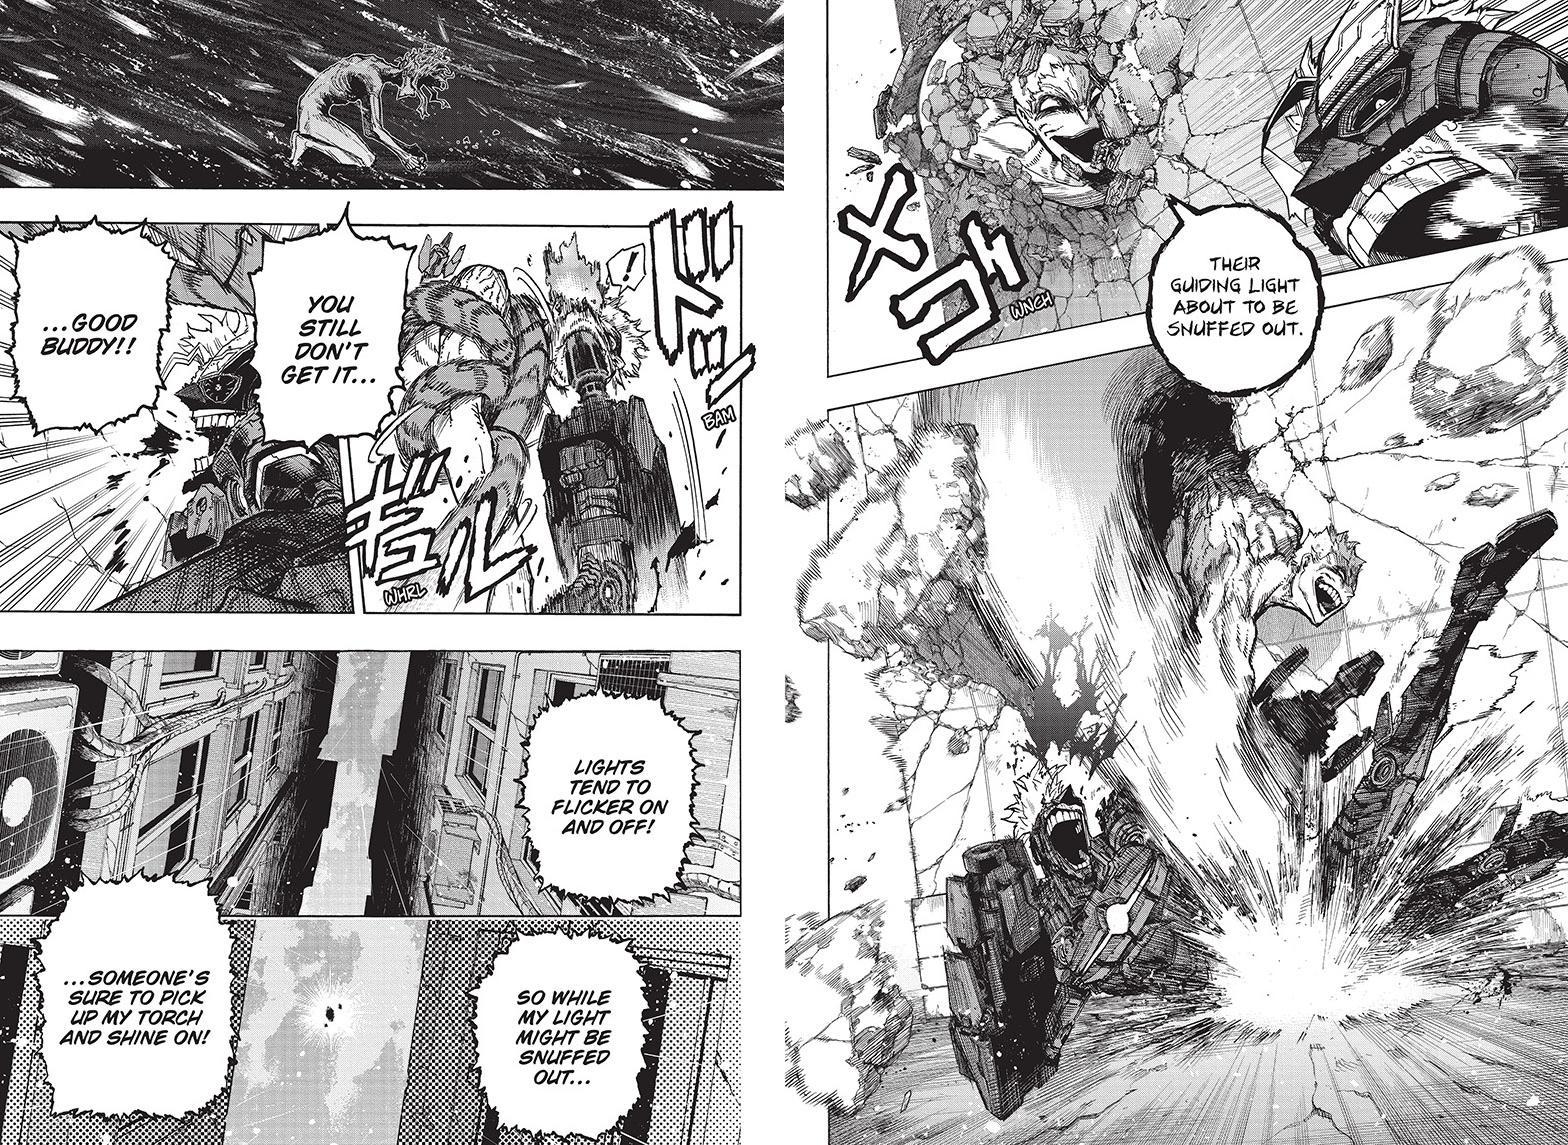 メコォ
WNCH
THEIR
GUIDING LIGHT
ABOUT TO BE
SNUFFED OUT.
ドンッ
BAM
!
ギュル
WHRL
YOU
STILL
DON'T
GET IT...
...GOOD
BUDDY!!
LIGHTS
TEND TO
FLICKER ON
AND OFF!
SO WHILE
MY LIGHT
MIGHT BE
SNUFFED
OUT...
...SOMEONE'S
SURE TO PICK
UP MY TORCH
AND SHINE ON!